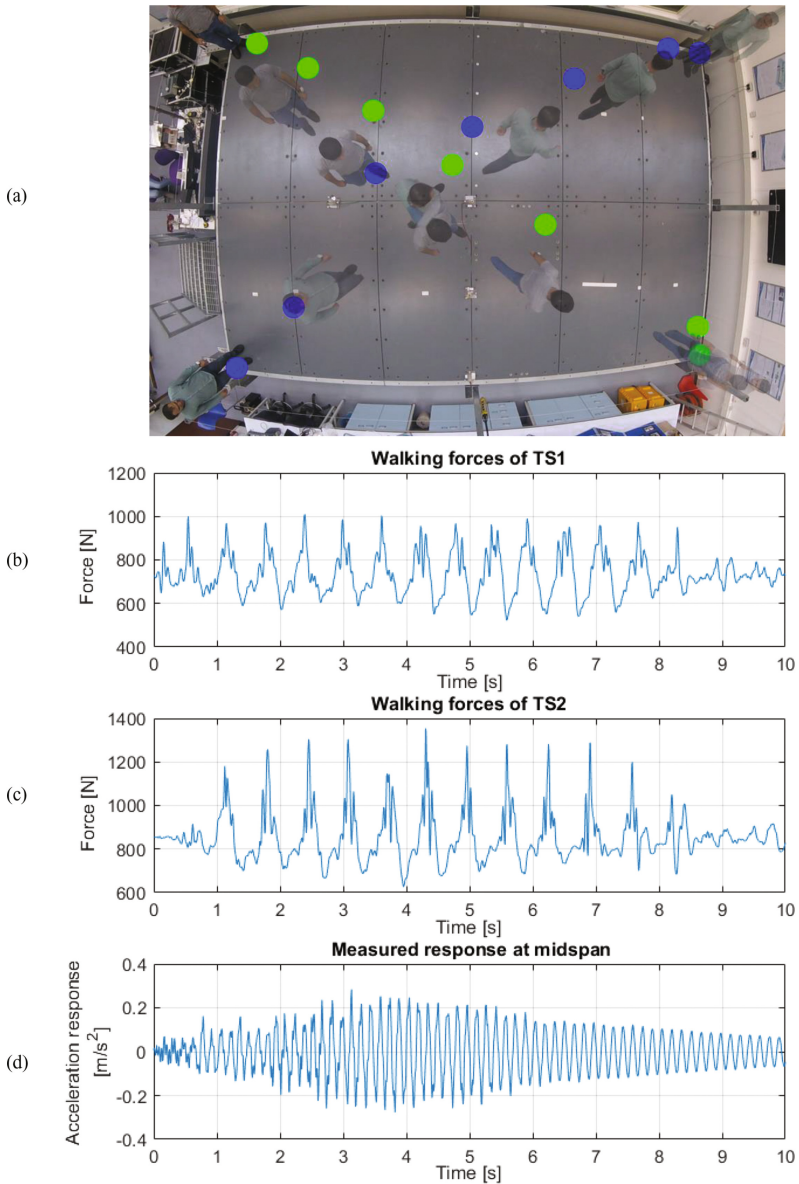 (a)
(b)
Walking forces of TS1
Force [N]
1200
1000
800
600
400
0 1 2 3 4 5 6 7 8 9 10
Time [s]
(c)
Walking forces of TS2
Force [N]
1400
1200
1000
800
600
0 1 2 3 4 5 6 7 8 9 10
Time [s]
(d)
Measured response at midspan
Acceleration response
[m/s²]
0.4
0.2
0
-0.2
-0.4
0 1 2 3 4 5 6 7 8 9 10
Time [s]